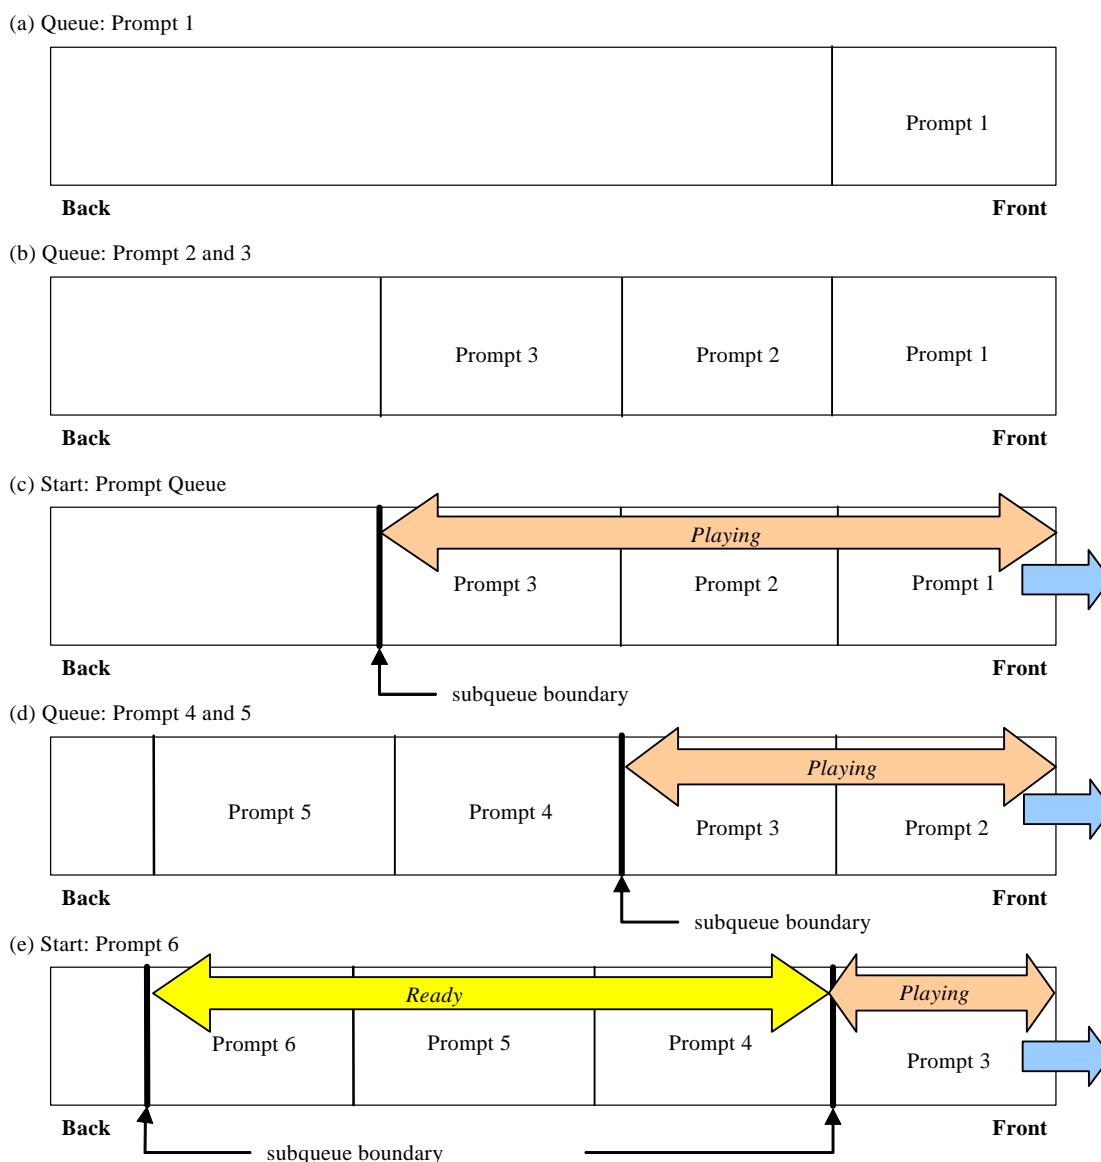 (a) Queue: Prompt 1
Prompt 1
Back Front
(b) Queue: Prompt 2 and 3
Prompt 3 Prompt 2 Prompt 1
Back Front
(c) Start: Prompt Queue
Playing
Prompt 3 Prompt 2 Prompt 1
Back Front
subqueue boundary
(d) Queue: Prompt 4 and 5
Playing
Prompt 5 Prompt 4 Prompt 3 Prompt 2
Back Front
subqueue boundary
(e) Start: Prompt 6
Ready Playing
Prompt 6 Prompt 5 Prompt 4 Prompt 3
Back Front
subqueue boundary